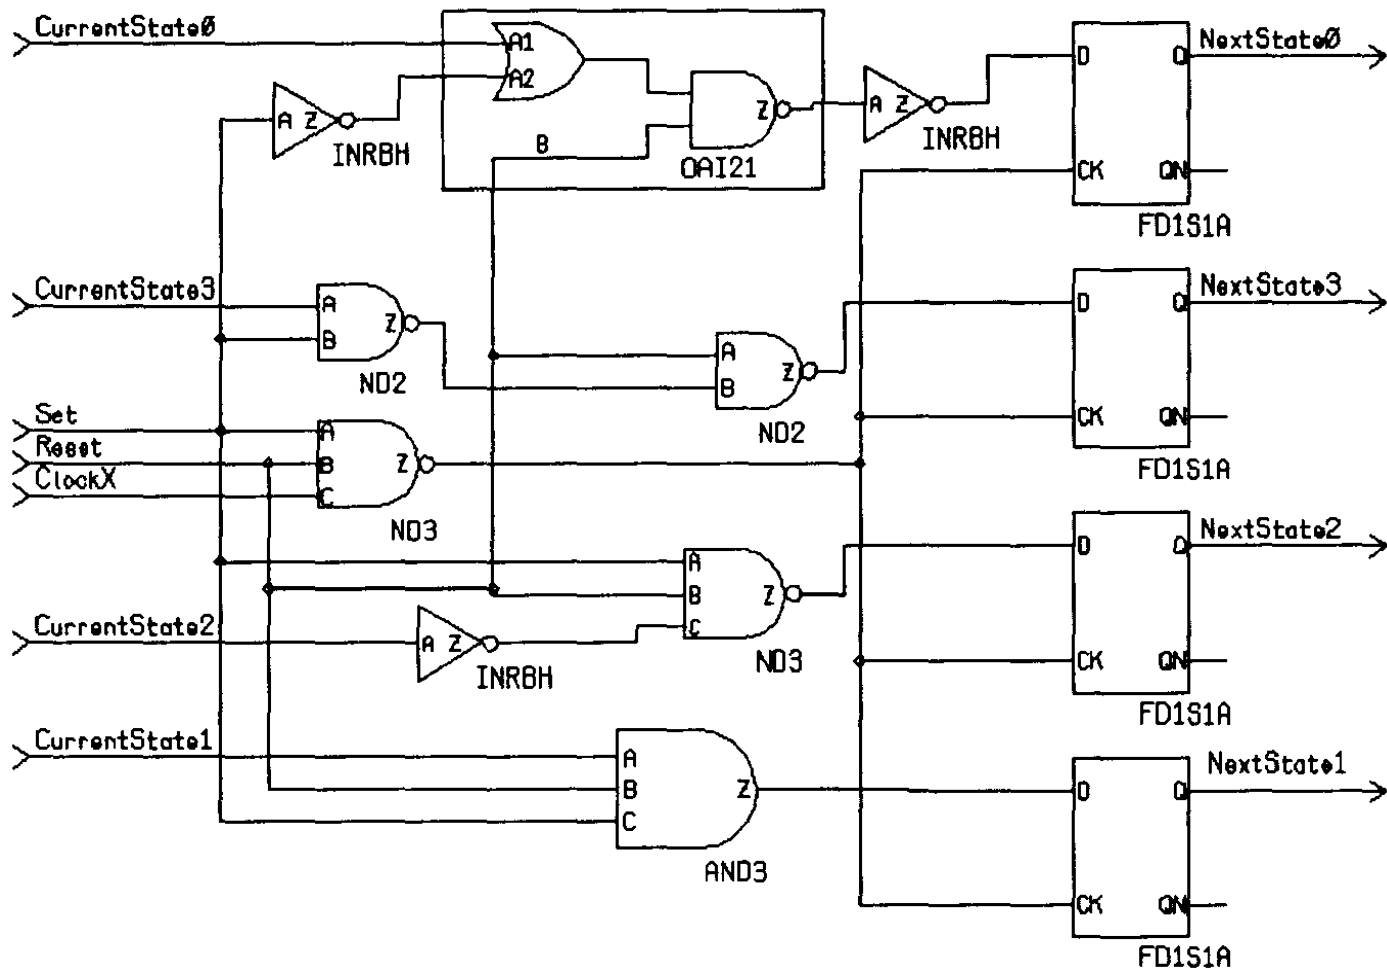 CurrentState0
A1
A2
A Z
INRBH
B
Z
OAI21
A Z
INRBH
D Q
CK QN
FD1S1A
NextState0
CurrentState3
A
B
Z
ND2
A
B
Z
ND2
D Q
CK QN
FD1S1A
NextState3
Set
Reset
ClockX
A
B
C
Z
ND3
A
B
C
Z
ND3
D Q
CK QN
FD1S1A
NextState2
CurrentState2
A Z
INRBH
CurrentState1
A
B
C
Z
AND3
D Q
CK QN
FD1S1A
NextState1